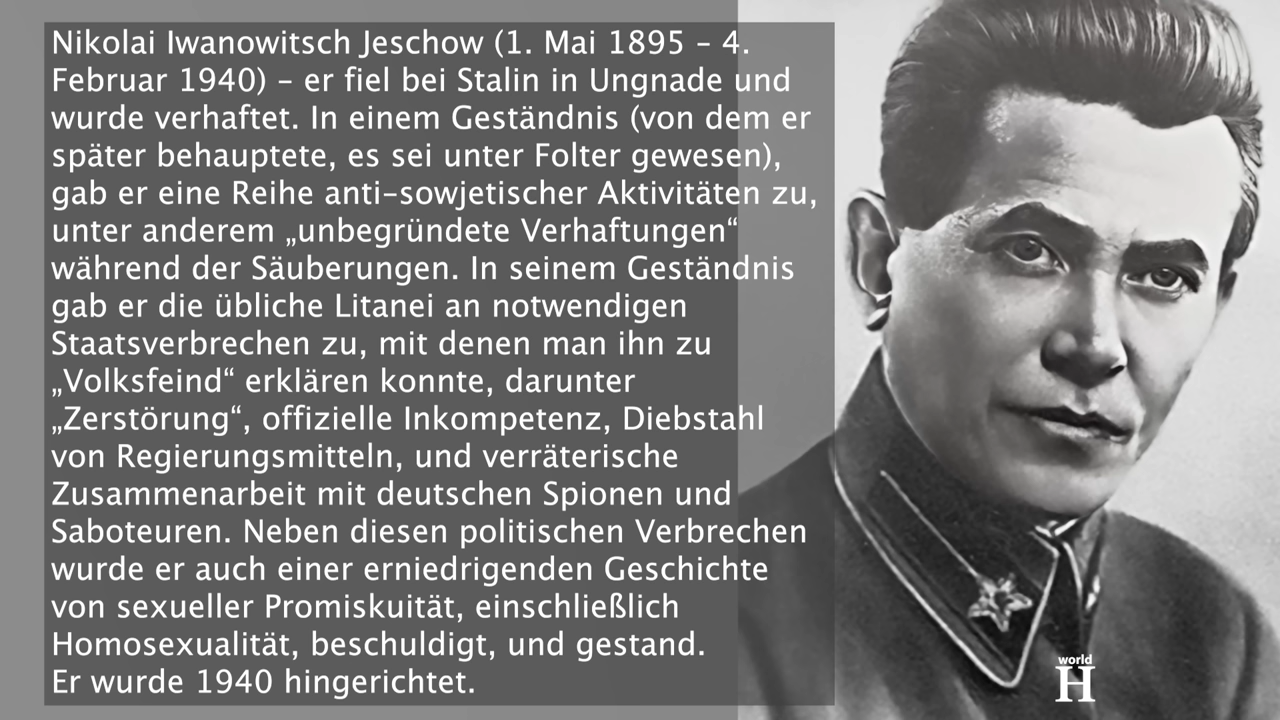 Nikolai Iwanowitsch Jeschow (1. Mai 1895 – 4.
Februar 1940) – er fiel bei Stalin in Ungnade und
wurde verhaftet. In einem Geständnis (von dem er
später behauptete, es sei unter Folter gewesen),
gab er eine Reihe anti-sowjetischer Aktivitäten zu,
unter anderem „unbegründete Verhaftungen“
während der Säuberungen. In seinem Geständnis
gab er die übliche Litanei an notwendigen
Staatsverbrechen zu, mit denen man ihn zu
„Volksfeind“ erklären konnte, darunter
„Zerstörung“, offizielle Inkompetenz, Diebstahl
von Regierungsmitteln, und verräterische
Zusammenarbeit mit deutschen Spionen und
Saboteuren. Neben diesen politischen Verbrechen
wurde er auch einer erniedrigenden Geschichte
von sexueller Promiskuität, einschließlich
Homosexualität, beschuldigt, und gestand.
Er wurde 1940 hingerichtet.
world
H